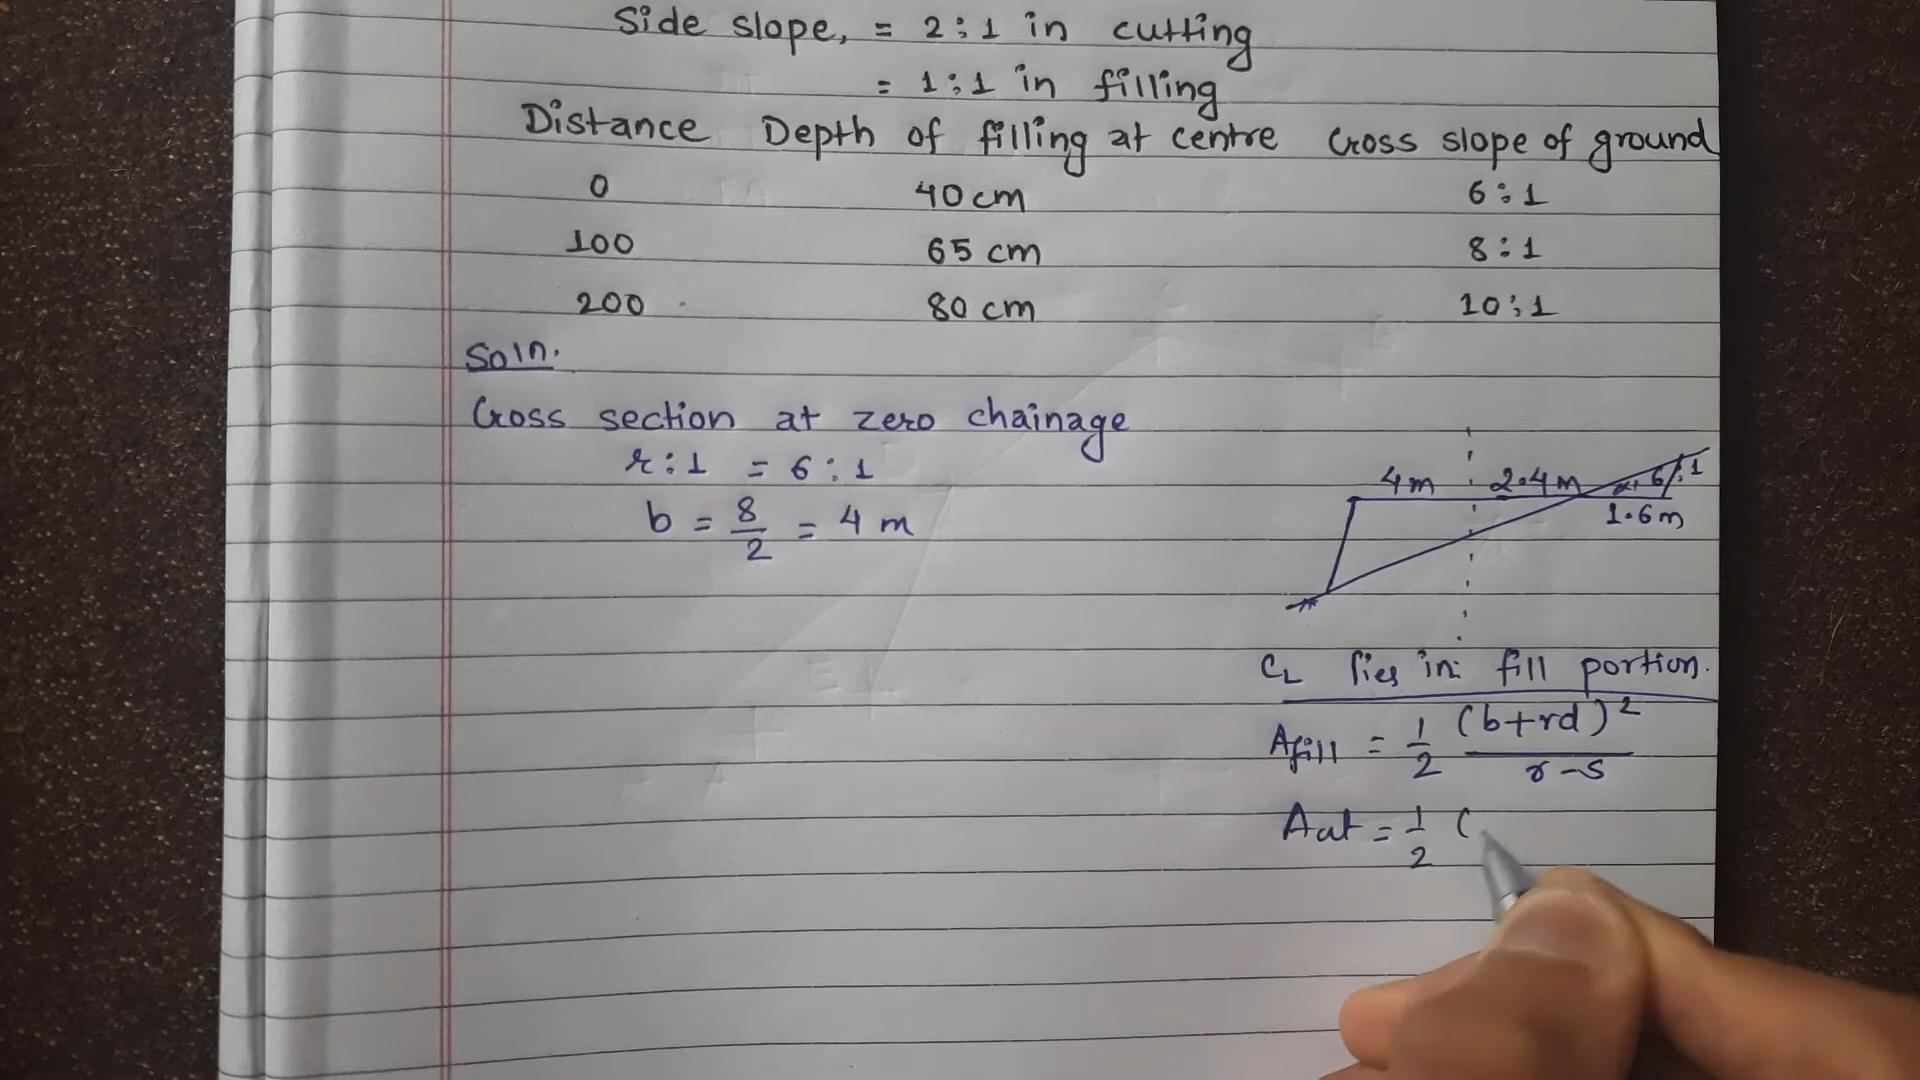 Side slope, = 2:1 in cutting
= 1:1 in filling
Distance Depth of filling at centre Cross slope of ground
0 40 cm 6:1
100 65 cm 8:1
200 80 cm 10:1
Soln.
Cross section at zero chainage
r:1 = 6:1
b = 8/2 = 4 m
4m 2.4m 6:1
1.6m
CL lies in fill portion.
Afill = 1/2 (b+rd)²/r-s
Acut = 1/2 (